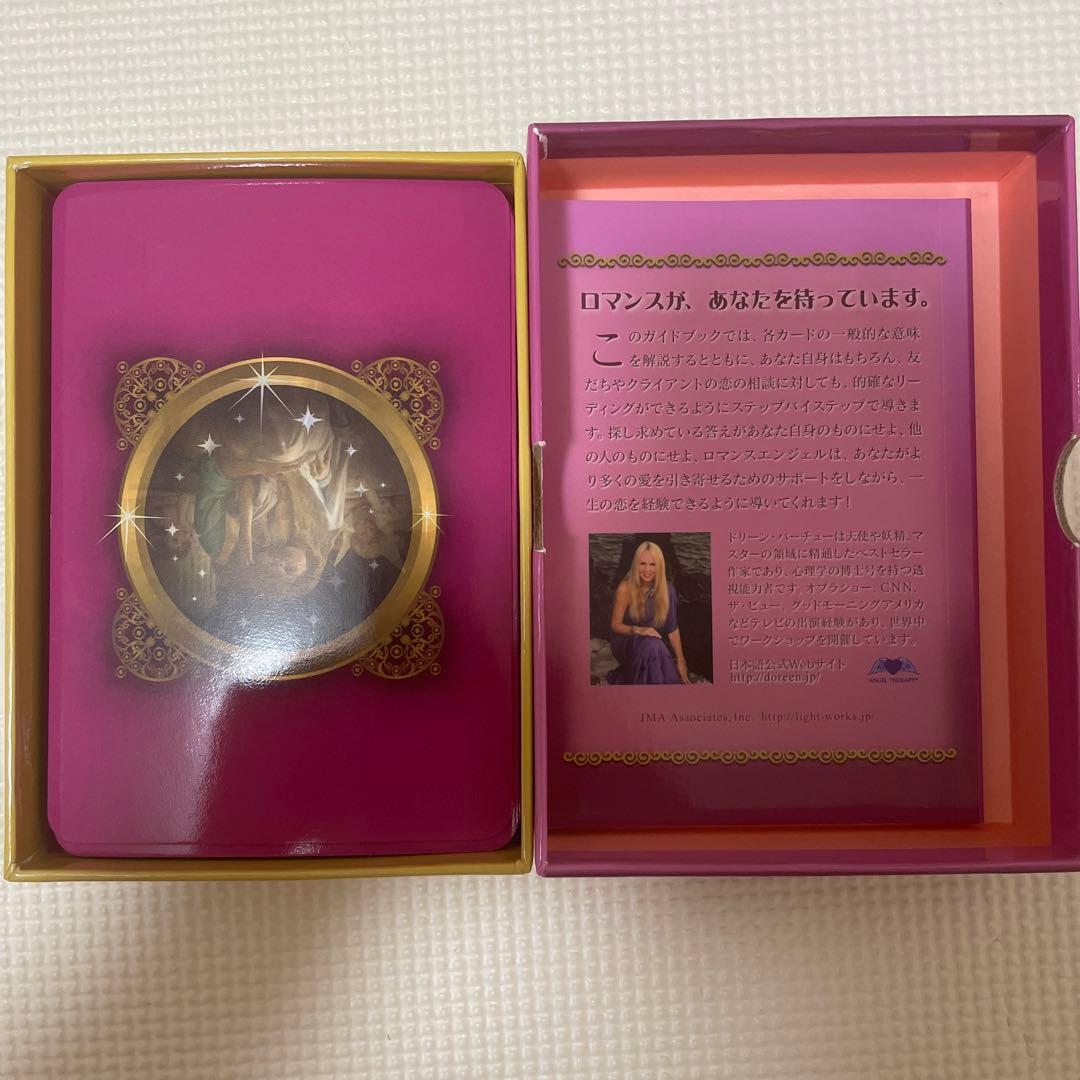 ロマンスが、あなたを待っています。
このガイドブックでは、各カードの一般的な意味
を解説するとともに、あなた自身はもちろん、友
だちやクライアントの恋の相談に対しても、的確なリー
ディングができるようにステップバイステップで導きま
す。探し求めている答えがあなた自身のものにせよ、他
の人のものにせよ、ロマンスエンジェルは、あなたがよ
り多くの愛を引き寄せるためのサポートをしながら、一
生の恋を経験できるように導いてくれます！
ドリーン・バーチューは天使や妖精、マ
スターの領域に精通したベストセラー
作家であり、心理学の博士号を持つ透
視能力者です。オプラショー、CNN、
ザ・ビュー、グッドモーニングアメリカ
などテレビの出演経験があり、世界中
でワークショップを開催しています。
日本語公式Webサイト
http://doreen.jp/
ANGEL THERAPY
JMA Associates, Inc. http://light-works.jp/